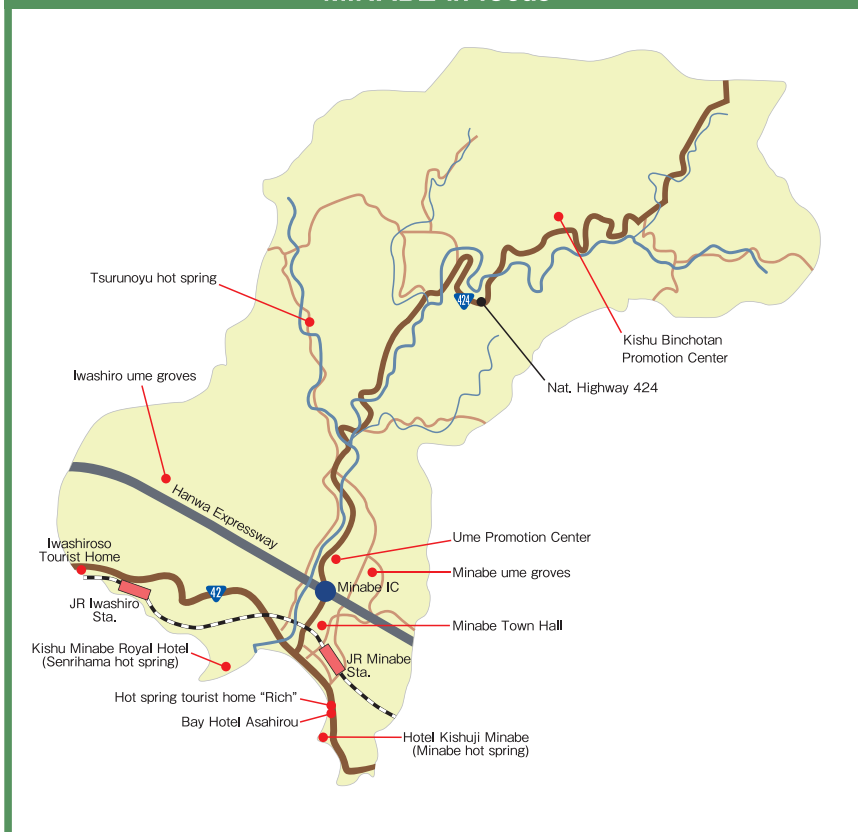 Tsurunoyu hot spring
424
Kishu Binchotan
Promotion Center
Nat. Highway 424
Iwashiro ume groves
Hanwa Expressway
Iwashiroso
Tourist Home
Ume Promotion Center
Minabe ume groves
Minabe IC
42
JR Iwashiro
Sta.
Minabe Town Hall
Kishu Minabe Royal Hotel
(Senrihama hot spring)
JR Minabe
Sta.
Hot spring tourist home “Rich”
Bay Hotel Asahirou
Hotel Kishuji Minabe
(Minabe hot spring)